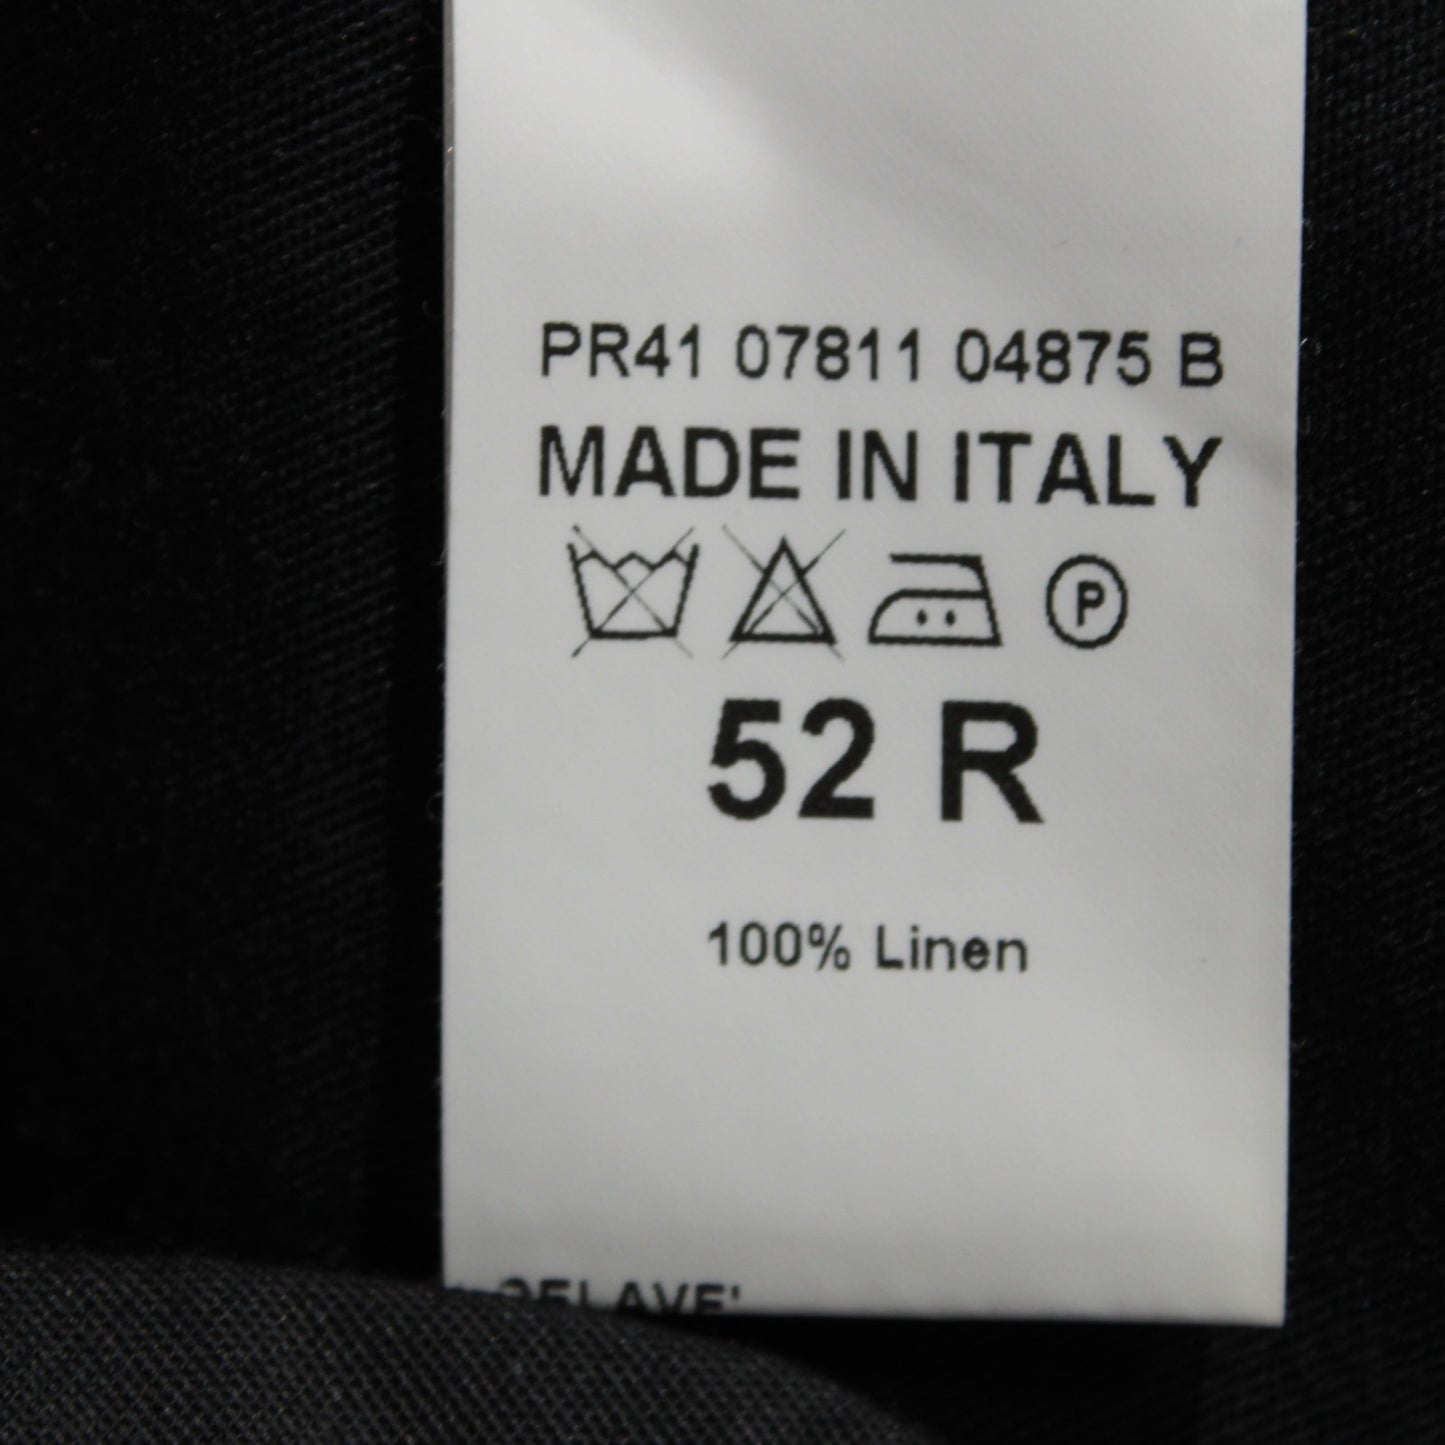 PR41 07811 04875 B
MADE IN ITALY
P
52 R
100% Linen